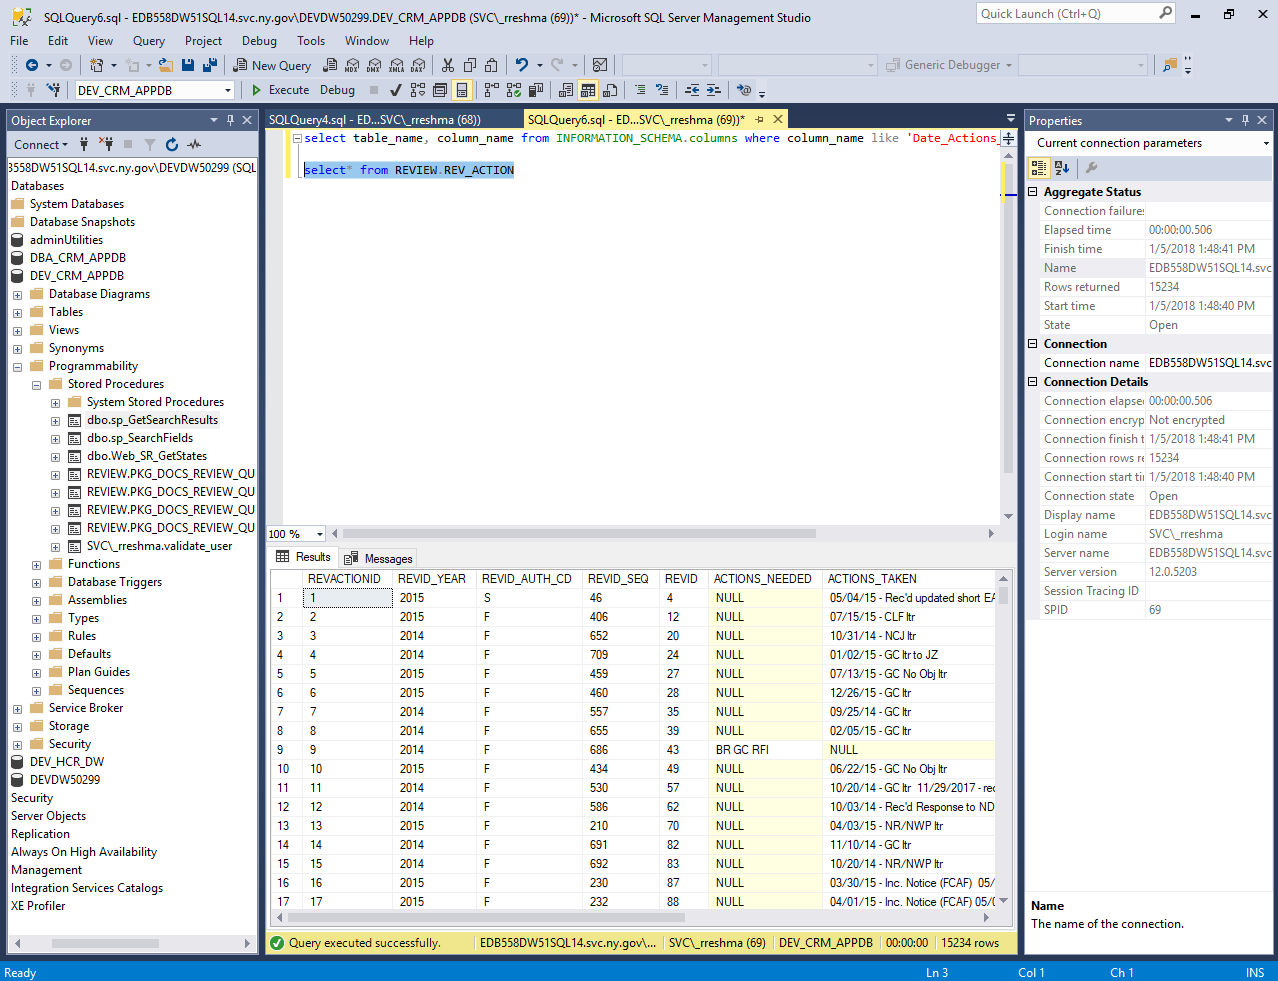 SQLQuery6.sql - EDB558DW51SQL14.svc.ny.gov\DEVDW50299.DEV_CRM_APPDB (SVC\_rreshma (69))* - Microsoft SQL Server Management Studio
Quick Launch (Ctrl+Q)
File Edit View Query Project Debug Tools Window Help
New Query MDX DMX XMLA DAX Generic Debugger
DEV_CRM_APPDB Execute Debug
Object Explorer
Connect
3558DW51SQL14.svc.ny.gov\DEVDW50299 (SQL
Databases
System Databases
Database Snapshots
adminUtilities
DBA_CRM_APPDB
DEV_CRM_APPDB
Database Diagrams
Tables
Views
Synonyms
Programmability
Stored Procedures
System Stored Procedures
dbo.sp_GetSearchResults
dbo.sp_SearchFields
dbo.Web_SR_GetStates
REVIEW.PKG_DOCS_REVIEW_QU
REVIEW.PKG_DOCS_REVIEW_QU
REVIEW.PKG_DOCS_REVIEW_QU
REVIEW.PKG_DOCS_REVIEW_QU
SVC\_rreshma.validate_user
Functions
Database Triggers
Assemblies
Types
Rules
Defaults
Plan Guides
Sequences
Service Broker
Storage
Security
DEV_HCR_DW
DEVDW50299
Security
Server Objects
Replication
Always On High Availability
Management
Integration Services Catalogs
XE Profiler
SQLQuery4.sql - ED...SVC\_rreshma (68)) SQLQuery6.sql - ED...SVC\_rreshma (69))*
select table_name, column_name from INFORMATION_SCHEMA.columns where column_name like 'Date_Actions_
select* from REVIEW.REV_ACTION
100 %
Results Messages
REVACTIONID REVID_YEAR REVID_AUTH_CD REVID_SEQ REVID ACTIONS_NEEDED ACTIONS_TAKEN
1 1 2015 S 46 4 NULL 05/04/15 - Rec'd updated short EA
2 2 2015 F 406 12 NULL 07/15/15 - CLF ltr
3 3 2014 F 652 20 NULL 10/31/14 - NCJ ltr
4 4 2014 F 709 24 NULL 01/02/15 - GC ltr to JZ
5 5 2015 F 459 27 NULL 07/13/15 - GC No Obj ltr
6 6 2015 F 460 28 NULL 12/26/15 - GC ltr
7 7 2014 F 557 35 NULL 09/25/14 - GC ltr
8 8 2014 F 655 39 NULL 02/05/15 - GC ltr
9 9 2014 F 686 43 BR GC RFI NULL
10 10 2015 F 434 49 NULL 06/22/15 - GC No Obj ltr
11 11 2014 F 530 57 NULL 10/20/14 - GC ltr 11/29/2017 - rec
12 12 2014 F 586 62 NULL 10/03/14 - Rec'd Response to ND
13 13 2015 F 210 70 NULL 04/03/15 - NR/NWP ltr
14 14 2014 F 691 82 NULL 11/10/14 - GC ltr
15 15 2014 F 692 83 NULL 10/20/14 - NR/NWP ltr
16 16 2015 F 230 87 NULL 03/30/15 - Inc. Notice (FCAF) 05/
17 17 2015 F 232 88 NULL 04/01/15 - Inc. Notice (FCAF) 05/0
Query executed successfully. EDB558DW51SQL14.svc.ny.gov\... SVC\_rreshma (69) DEV_CRM_APPDB 00:00:00 15234 rows
Properties
Current connection parameters
Aggregate Status
Connection failures
Elapsed time 00:00:00.506
Finish time 1/5/2018 1:48:41 PM
Name EDB558DW51SQL14.svc
Rows returned 15234
Start time 1/5/2018 1:48:40 PM
State Open
Connection
Connection name EDB558DW51SQL14.svc
Connection Details
Connection elapse 00:00:00.506
Connection encryp Not encrypted
Connection finish t 1/5/2018 1:48:41 PM
Connection rows re 15234
Connection start ti 1/5/2018 1:48:40 PM
Connection state Open
Display name EDB558DW51SQL14.svc
Login name SVC\_rreshma
Server name EDB558DW51SQL14.svc
Server version 12.0.5203
Session Tracing ID
SPID 69
Name
The name of the connection.
Ready Ln 3 Col 1 Ch 1 INS